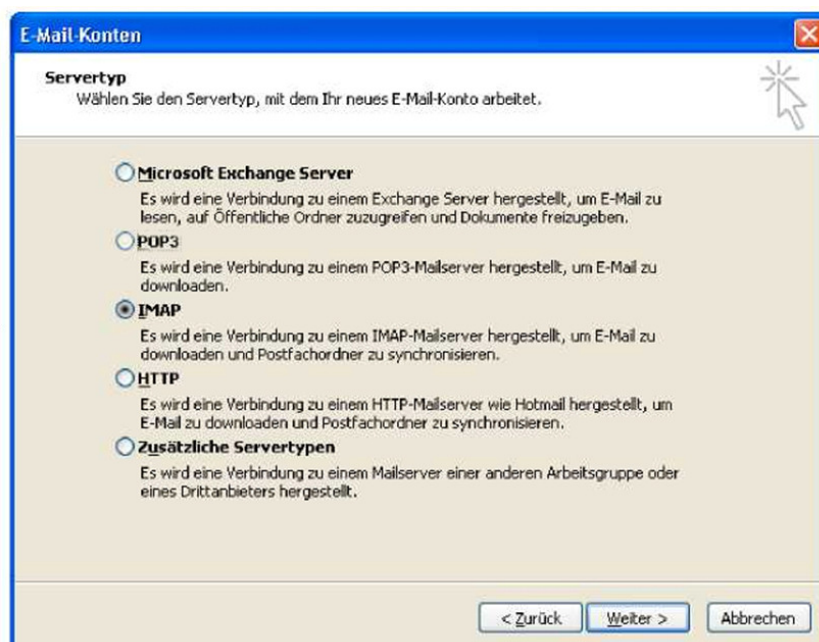 E-Mail-Konten
Servertyp
Wählen Sie den Servertyp, mit dem Ihr neues E-Mail-Konto arbeitet.
Microsoft Exchange Server
Es wird eine Verbindung zu einem Exchange Server hergestellt, um E-Mail zu
lesen, auf Öffentliche Ordner zuzugreifen und Dokumente freizugeben.
POP3
Es wird eine Verbindung zu einem POP3-Mailserver hergestellt, um E-Mail zu
downloaden.
IMAP
Es wird eine Verbindung zu einem IMAP-Mailserver hergestellt, um E-Mail zu
downloaden und Postfachordner zu synchronisieren.
HTTP
Es wird eine Verbindung zu einem HTTP-Mailserver wie Hotmail hergestellt, um
E-Mail zu downloaden und Postfachordner zu synchronisieren.
Zusätzliche Servertypen
Es wird eine Verbindung zu einem Mailserver einer anderen Arbeitsgruppe oder
eines Drittanbieters hergestellt.
< Zurück Weiter > Abbrechen